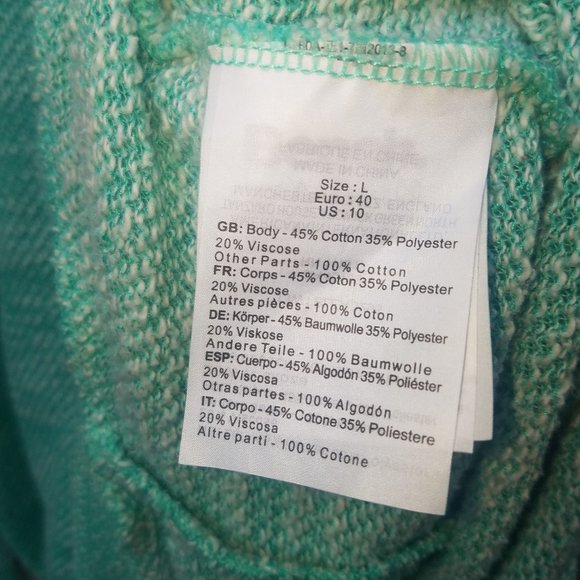 Size : L
Euro : 40
US : 10
GB: Body - 45% Cotton 35% Polyester
20% Viscose
Other Parts - 100% Cotton
FR: Corps - 45% Coton 35% Polyester
20% Viscose
Autres pièces - 100% Coton
DE: Körper - 45% Baumwolle 35% Polyester
20% Viskose
Andere Teile - 100% Baumwolle
ESP: Cuerpo - 45% Algodón 35% Poliéster
20% Viscosa
Otras partes - 100% Algodón
IT: Corpo - 45% Cotone 35% Poliestere
20% Viscosa
Altre parti - 100% Cotone